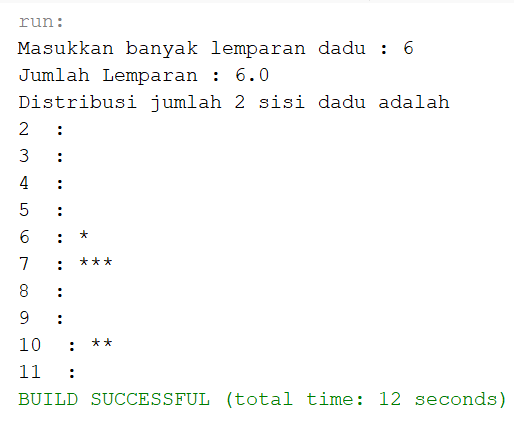 run:
Masukkan banyak lemparan dadu : 6
Jumlah Lemparan : 6.0
Distribusi jumlah 2 sisi dadu adalah
2  :
3  :
4  :
5  :
6  : *
7  : ***
8  :
9  :
10  : **
11  :
BUILD SUCCESSFUL (total time: 12 seconds)